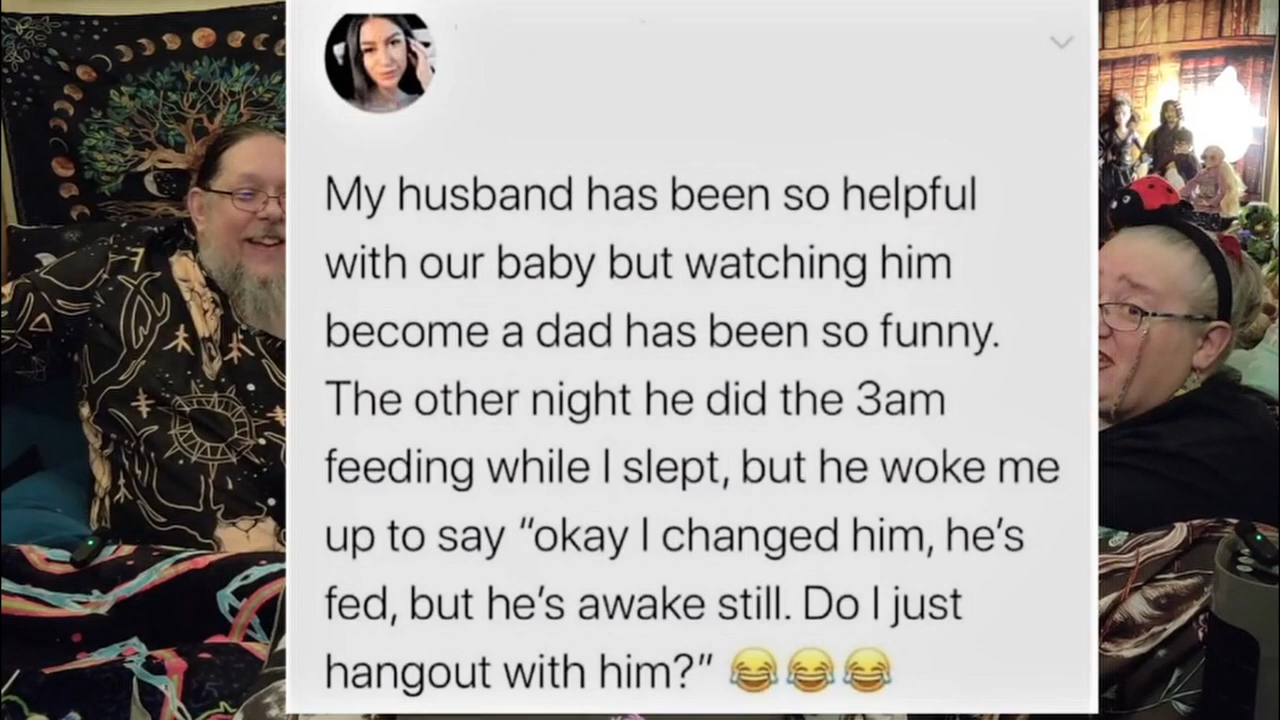 My husband has been so helpful
with our baby but watching him
become a dad has been so funny.
The other night he did the 3am
feeding while I slept, but he woke me
up to say “okay I changed him, he’s
fed, but he’s awake still. Do I just
hangout with him?” 😂😂😂